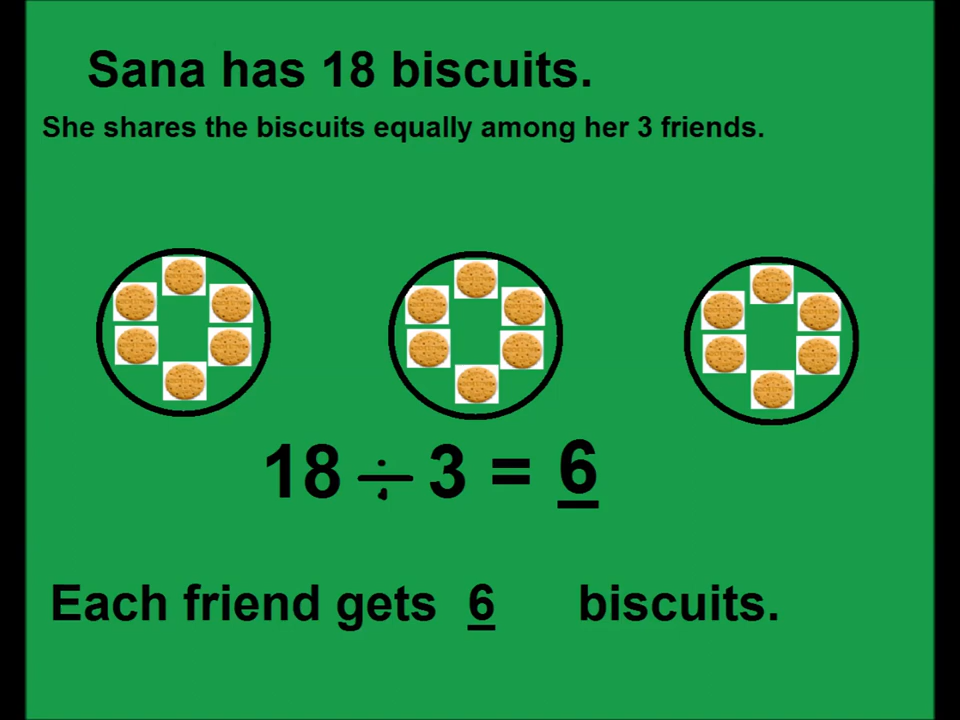 Sana has 18 biscuits.
She shares the biscuits equally among her 3 friends.
18 ÷ 3 = 6
Each friend gets 6 biscuits.